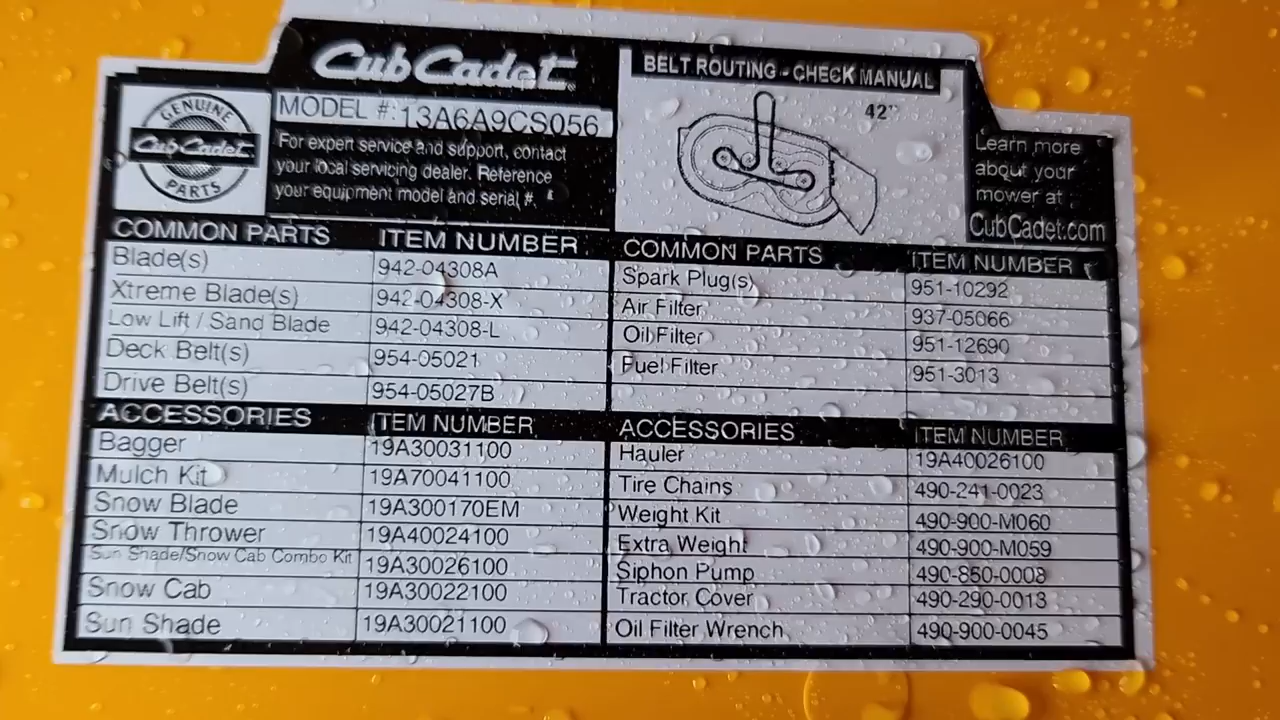 Cub Cadet
GENUINE
Cub Cadet
PARTS
MODEL #: 13A6A9CS056
For expert service and support, contact
your local servicing dealer. Reference
your equipment model and serial #.
BELT ROUTING - CHECK MANUAL
42"
Learn more
about your
mower at
CubCadet.com
COMMON PARTS ITEM NUMBER
Blade(s) 942-04308A
Xtreme Blade(s) 942-04308-X
Low Lift / Sand Blade 942-04308-L
Deck Belt(s) 954-05021
Drive Belt(s) 954-05027B
COMMON PARTS ITEM NUMBER
Spark Plug(s) 951-10292
Air Filter 937-05066
Oil Filter 951-12690
Fuel Filter 951-3013
ACCESSORIES ITEM NUMBER
Bagger 19A30031100
Mulch Kit 19A70041100
Snow Blade 19A300170EM
Snow Thrower 19A40024100
Sun Shade/Snow Cab Combo Kit 19A30026100
Snow Cab 19A30022100
Sun Shade 19A30021100
ACCESSORIES ITEM NUMBER
Hauler 19A40026100
Tire Chains 490-241-0023
Weight Kit 490-900-M060
Extra Weight 490-900-M059
Siphon Pump 490-850-0008
Tractor Cover 490-290-0013
Oil Filter Wrench 490-900-0045